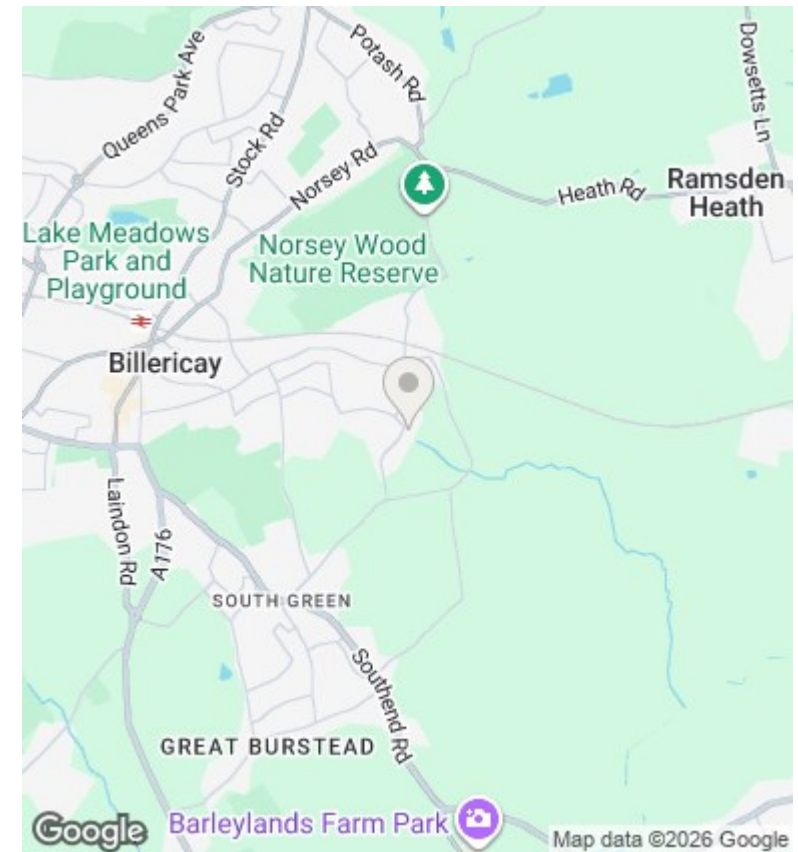 Potash Rd
Dowsetts Ln
Queens Park Ave
Stock Rd
Norsey Rd
Heath Rd
Ramsden
Heath
Lake Meadows
Park and
Playground
Norsey Wood
Nature Reserve
Billericay
Laindon Rd
A176
SOUTH GREEN
Southend Rd
GREAT BURSTEAD
Barleylands Farm Park
Google
Map data ©2026 Google